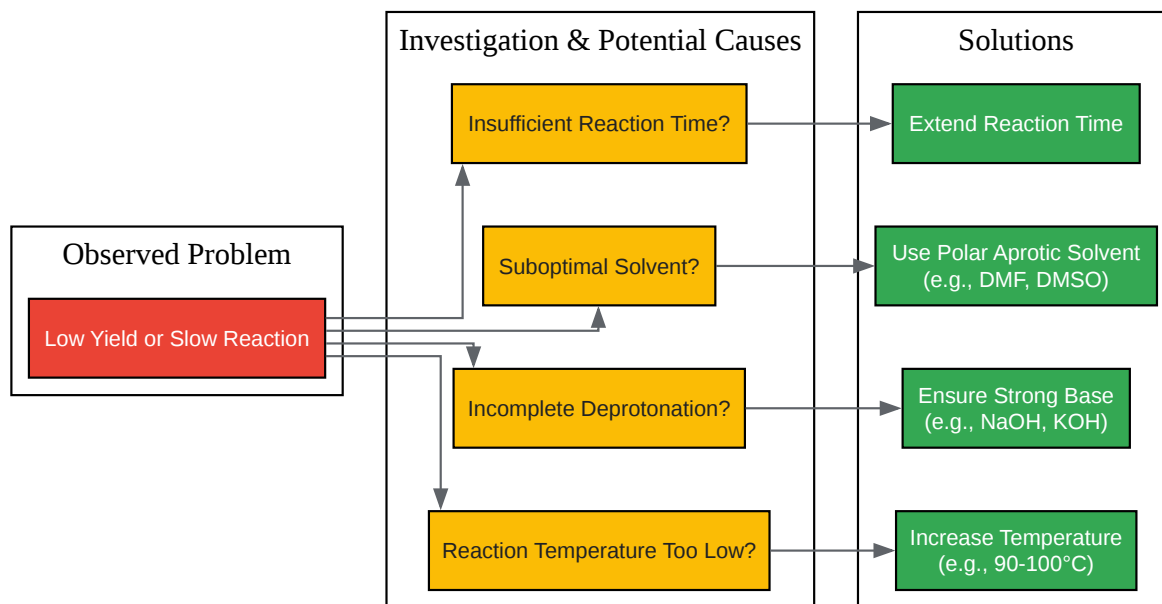 Observed Problem
Low Yield or Slow Reaction
Investigation & Potential Causes
Insufficient Reaction Time?
Suboptimal Solvent?
Incomplete Deprotonation?
Reaction Temperature Too Low?
Solutions
Extend Reaction Time
Use Polar Aprotic Solvent
(e.g., DMF, DMSO)
Ensure Strong Base
(e.g., NaOH, KOH)
Increase Temperature
(e.g., 90-100°C)